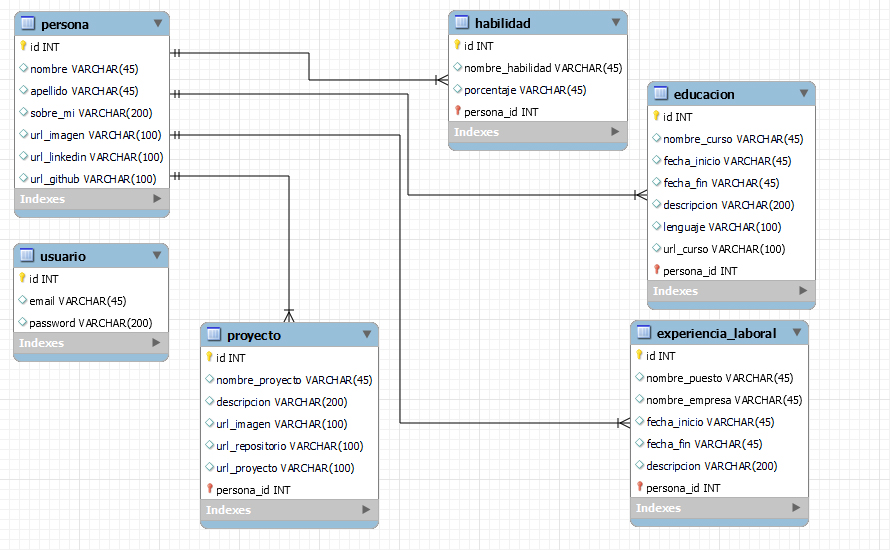 persona
id INT
nombre VARCHAR(45)
apellido VARCHAR(45)
sobre_mi VARCHAR(200)
url_imagen VARCHAR(100)
url_linkedin VARCHAR(100)
url_github VARCHAR(100)
Indexes
usuario
id INT
email VARCHAR(45)
password VARCHAR(200)
Indexes
proyecto
id INT
nombre_proyecto VARCHAR(45)
descripcion VARCHAR(200)
url_imagen VARCHAR(100)
url_repositorio VARCHAR(100)
url_proyecto VARCHAR(100)
persona_id INT
Indexes
habilidad
id INT
nombre_habilidad VARCHAR(45)
porcentaje VARCHAR(45)
persona_id INT
Indexes
educacion
id INT
nombre_curso VARCHAR(45)
fecha_inicio VARCHAR(45)
fecha_fin VARCHAR(45)
descripcion VARCHAR(200)
lenguaje VARCHAR(100)
url_curso VARCHAR(100)
persona_id INT
Indexes
experiencia_laboral
id INT
nombre_puesto VARCHAR(45)
nombre_empresa VARCHAR(45)
fecha_inicio VARCHAR(45)
fecha_fin VARCHAR(45)
descripcion VARCHAR(200)
persona_id INT
Indexes